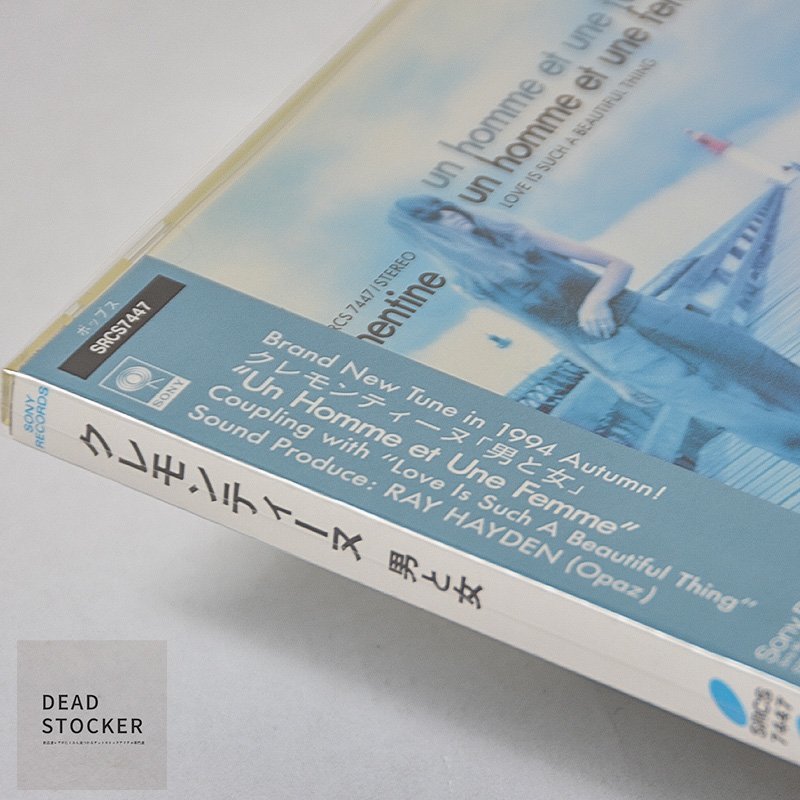 un homme et une
un homme et une
LOVE IS SUCH A BEAUTIFUL THING
SRCS 7447 / STEREO
ポップス
SRCS7447
SONY
Brand New Tune in 1994 Autumn!
クレモンティーヌ「男と女」
"Un Homme et Une Femme"
Coupling with "Love Is Such A Beautiful Thing"
Sound Produce: RAY HAYDEN (Opaz)
SONY
RECORDS
クレモンティーヌ 男と女
SRCS
7447
Sony
DEAD
STOCKER